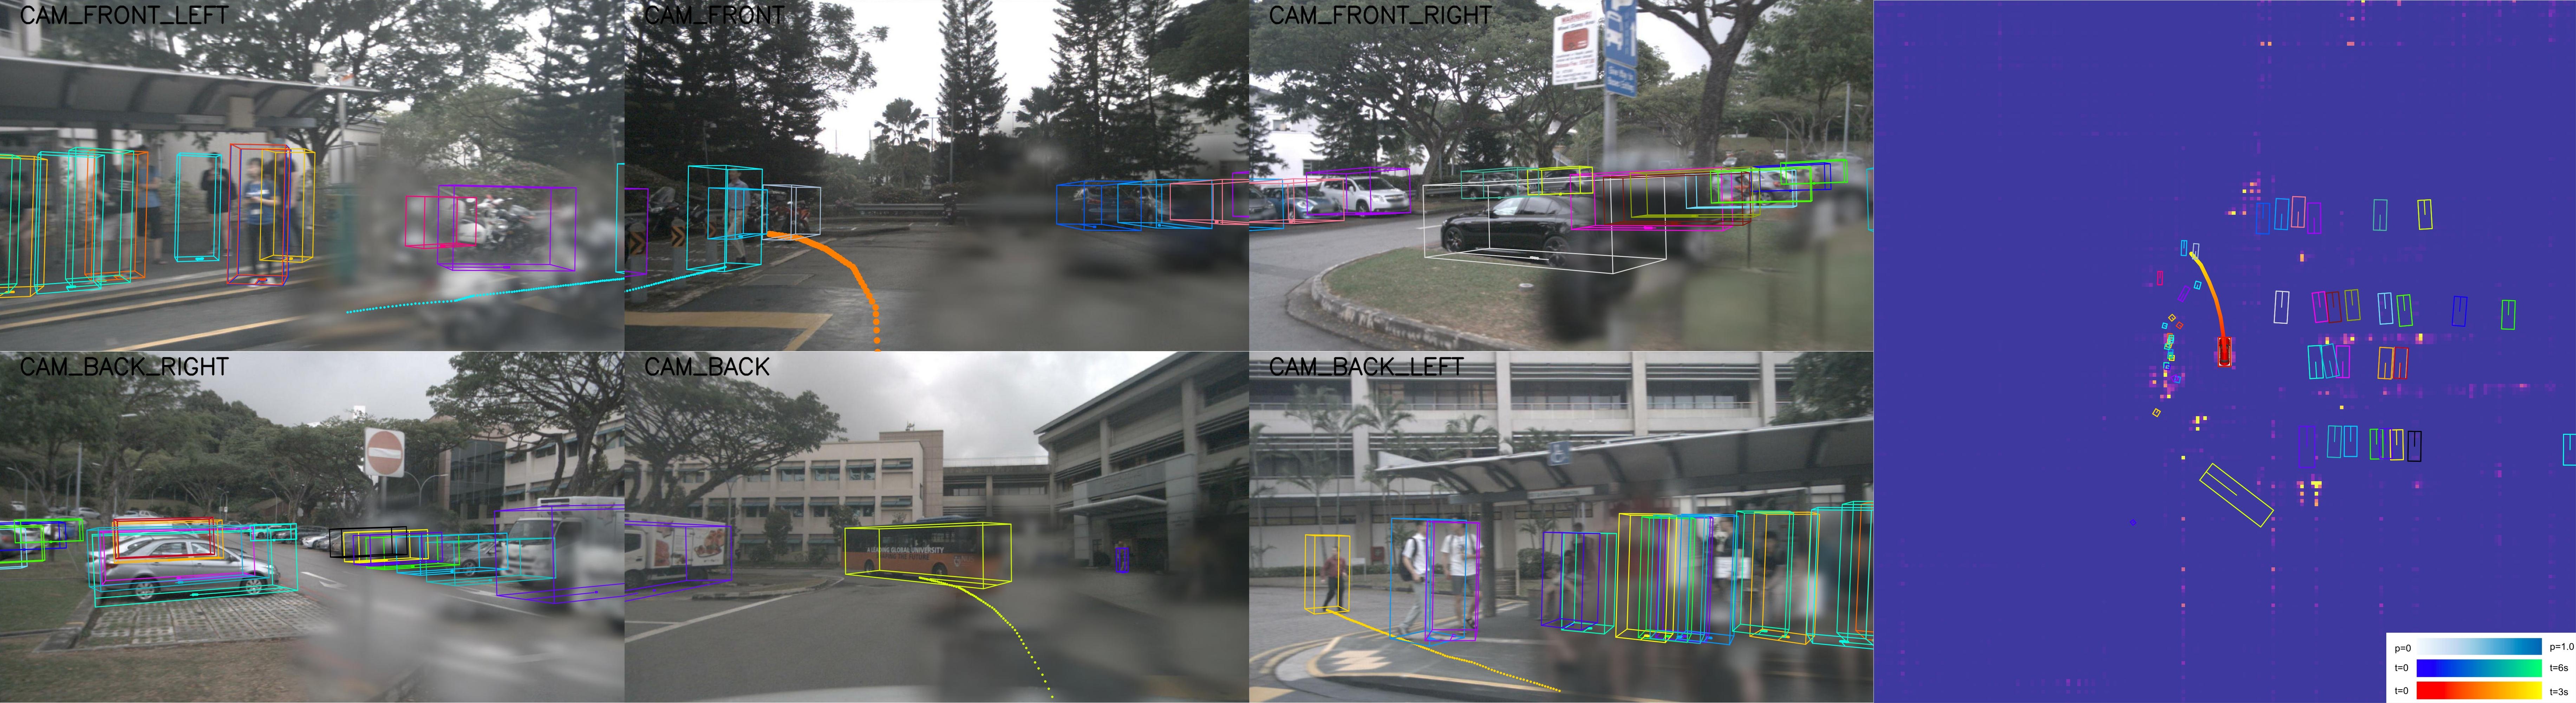 CAM_FRONT_LEFT
CAM_FRONT
CAM_FRONT_RIGHT
CAM_BACK_RIGHT
CAM_BACK
CAM_BACK_LEFT
A LEADING GLOBAL UNIVERSITY
p=0
p=1.0
t=0
t=6s
t=0
t=3s